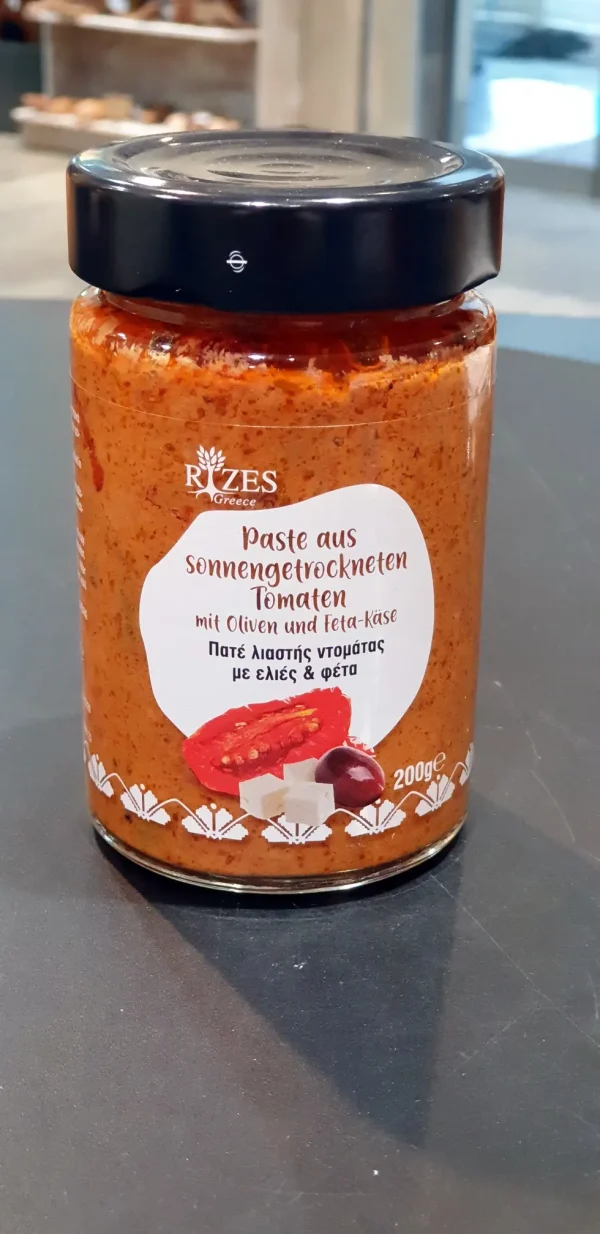 RIZES
Greece
Paste aus
sonnengetrockneten
Tomaten
mit Oliven und Feta-Käse
Πατέ λιαστής ντομάτας
με ελιές & φέτα
200g℮